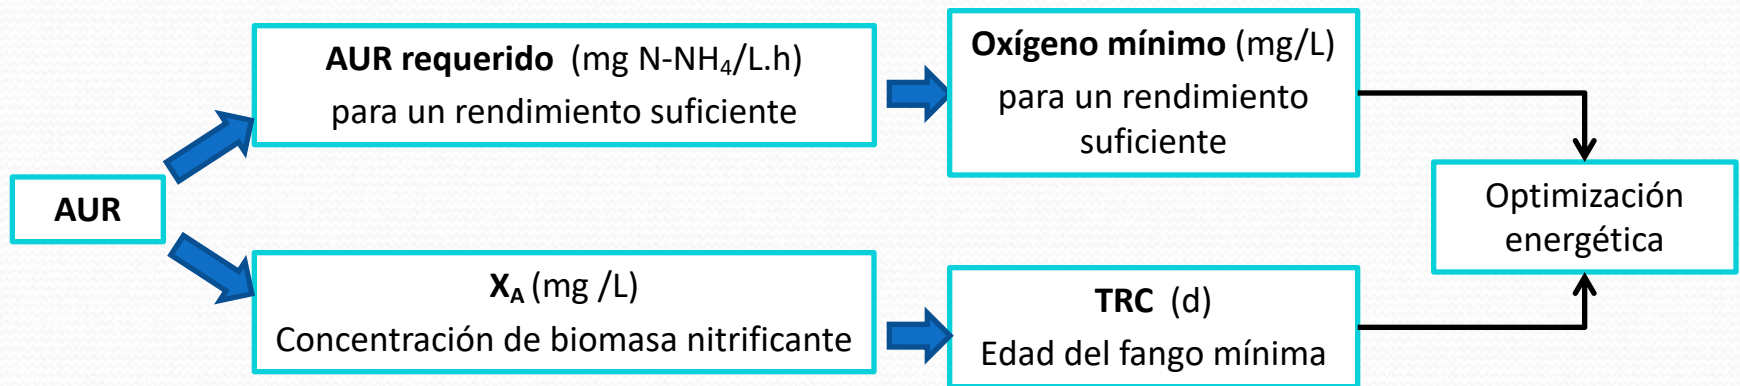 AUR
AUR requerido (mg N-NH₄/L.h)
para un rendimiento suficiente
Oxígeno mínimo (mg/L)
para un rendimiento
suficiente
X_A (mg /L)
Concentración de biomasa nitrificante
TRC (d)
Edad del fango mínima
Optimización
energética